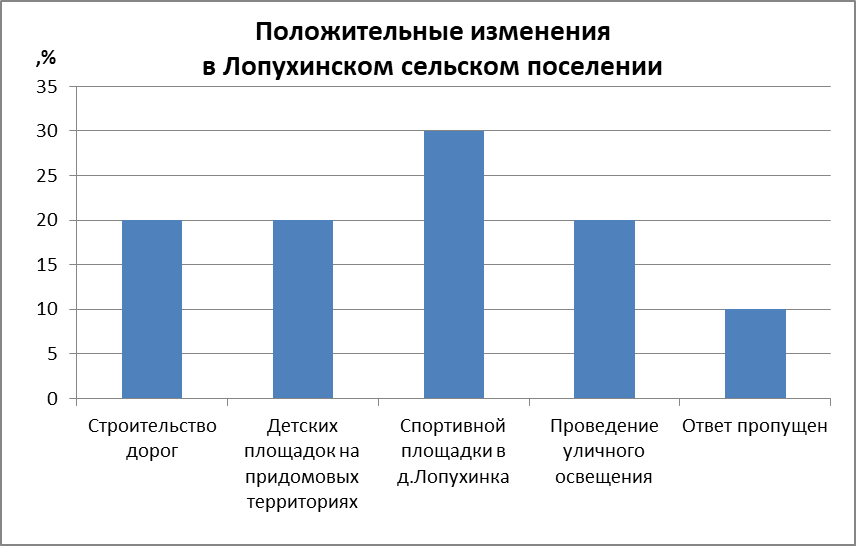 Положительные изменения
в Лопухинском сельском поселении
,%
35
30
25
20
15
10
5
0
Строительство
дорог
Детских
площадок на
придомовых
территориях
Спортивной
площадки в
д.Лопухинка
Проведение
уличного
освещения
Ответ пропущен